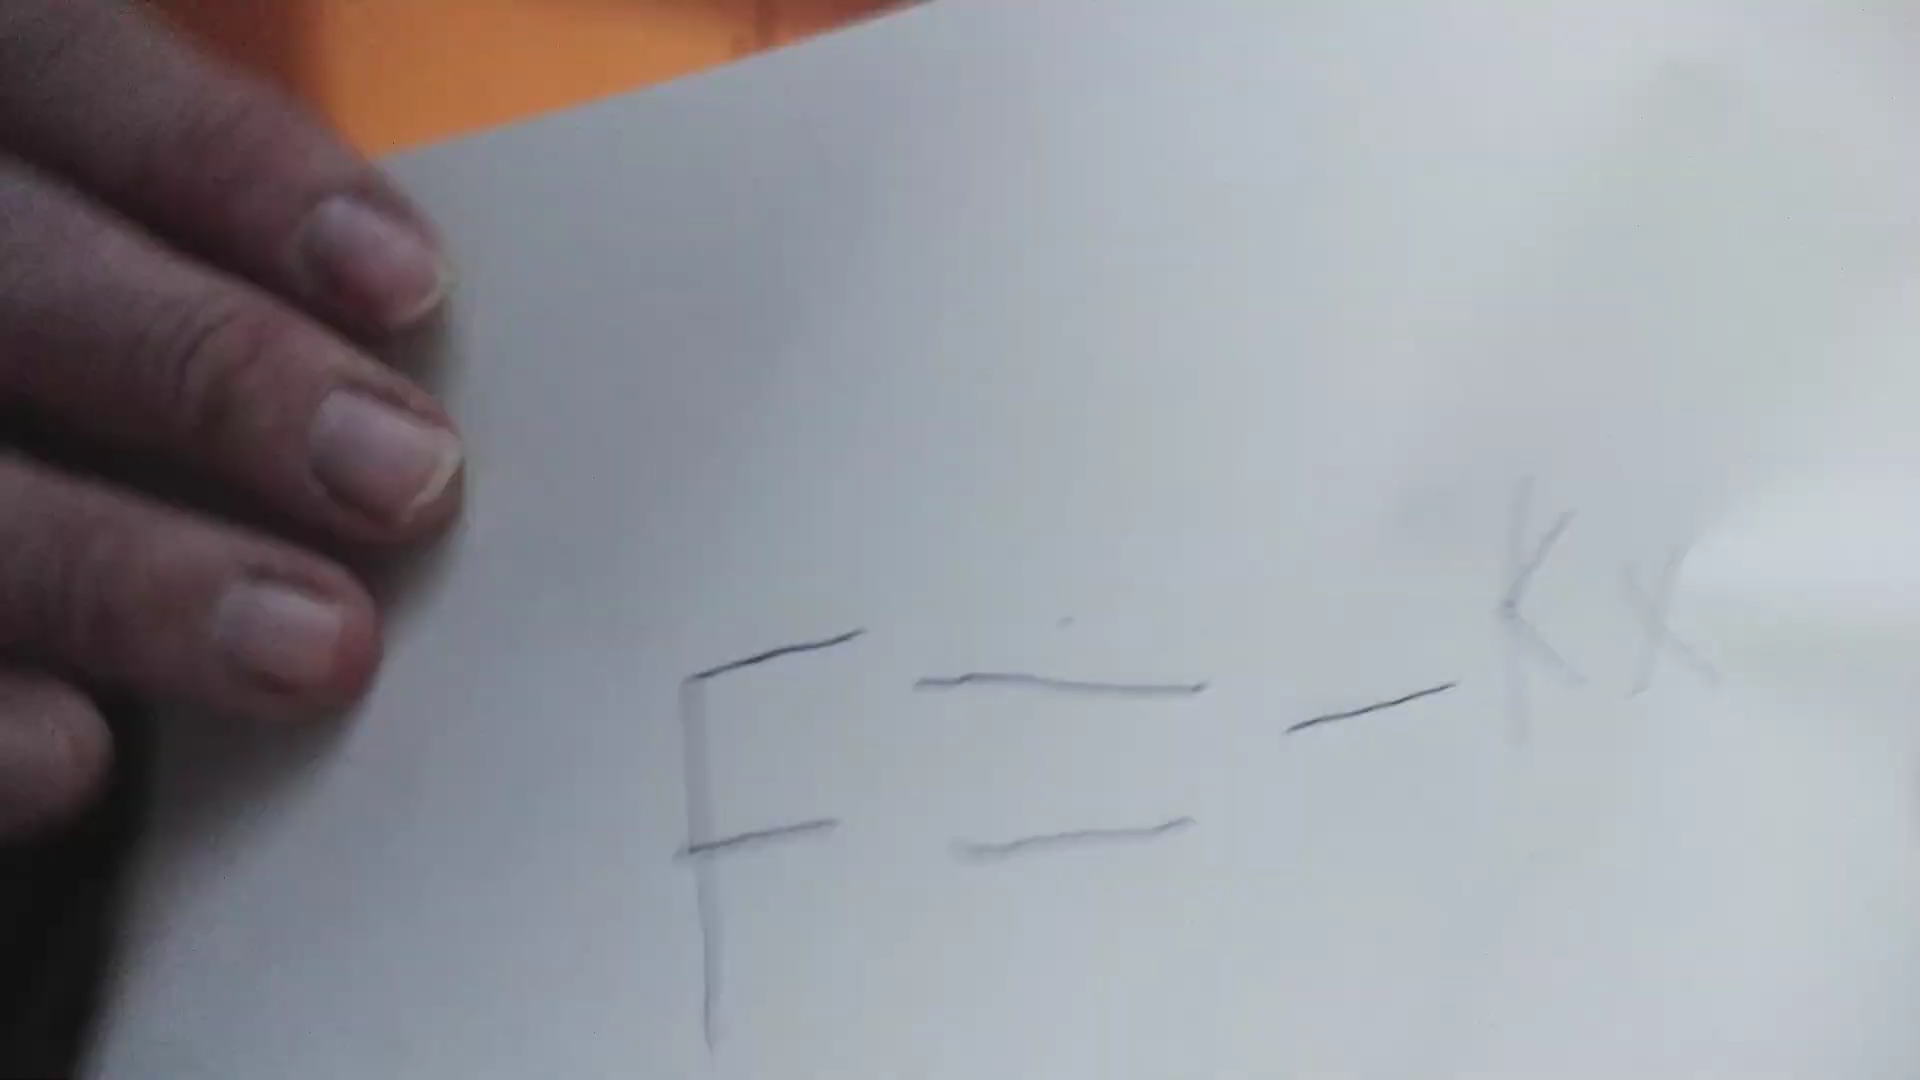 F = - Kx